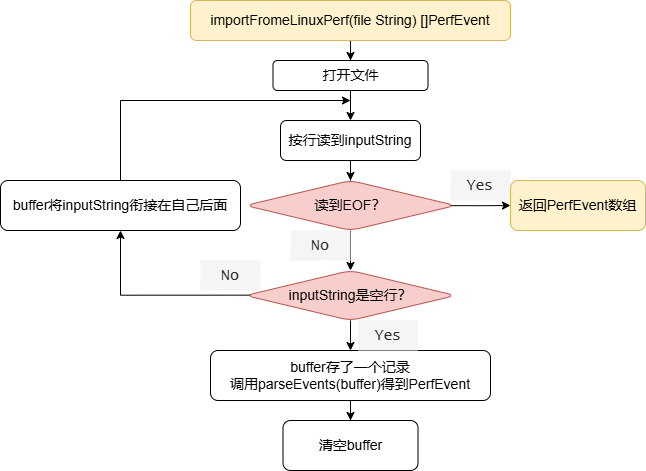 importFromeLinuxPerf(file String) []PerfEvent
打开文件
按行读到inputString
buffer将inputString衔接在自己后面
读到EOF？
Yes
返回PerfEvent数组
No
No
inputString是空行？
Yes
buffer存了一个记录
调用parseEvents(buffer)得到PerfEvent
清空buffer